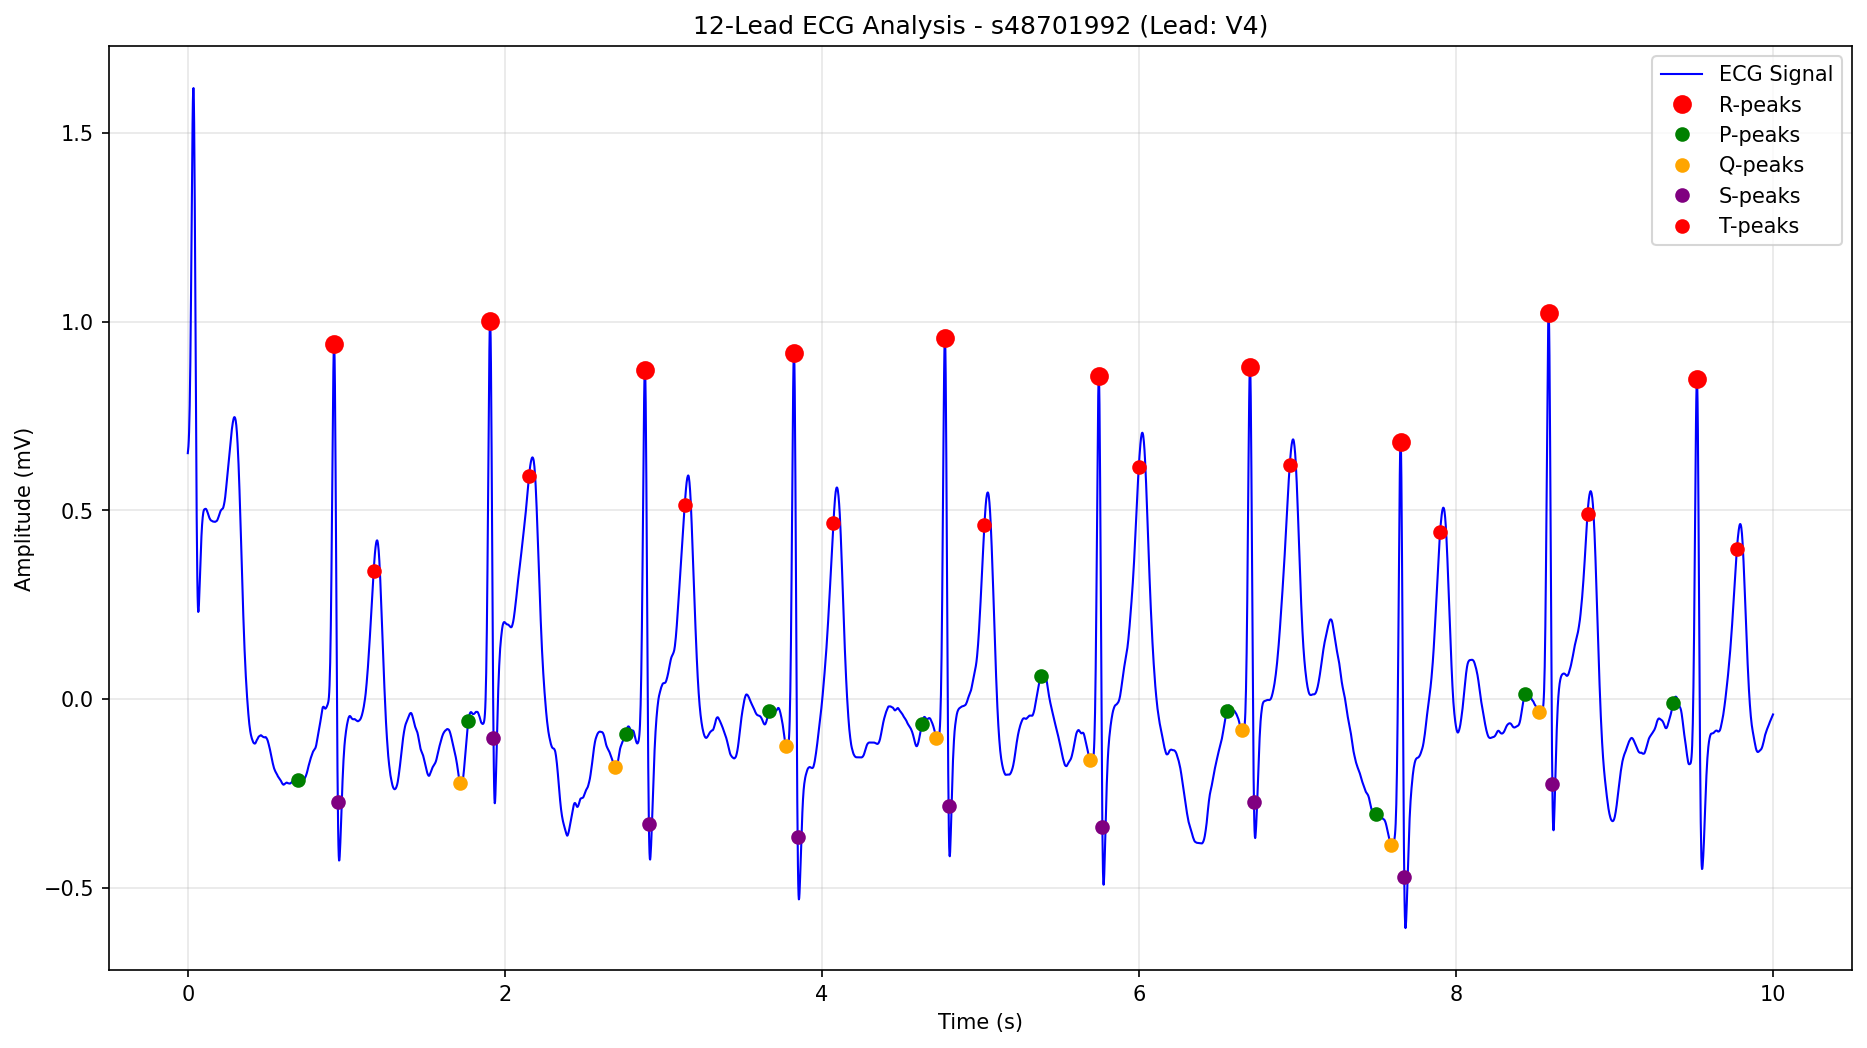 12-Lead ECG Analysis - s48701992 (Lead: V4)
ECG Signal
R-peaks
P-peaks
Q-peaks
S-peaks
T-peaks
Amplitude (mV)
1.5
1.0
0.5
0.0
−0.5
0 2 4 6 8 10
Time (s)